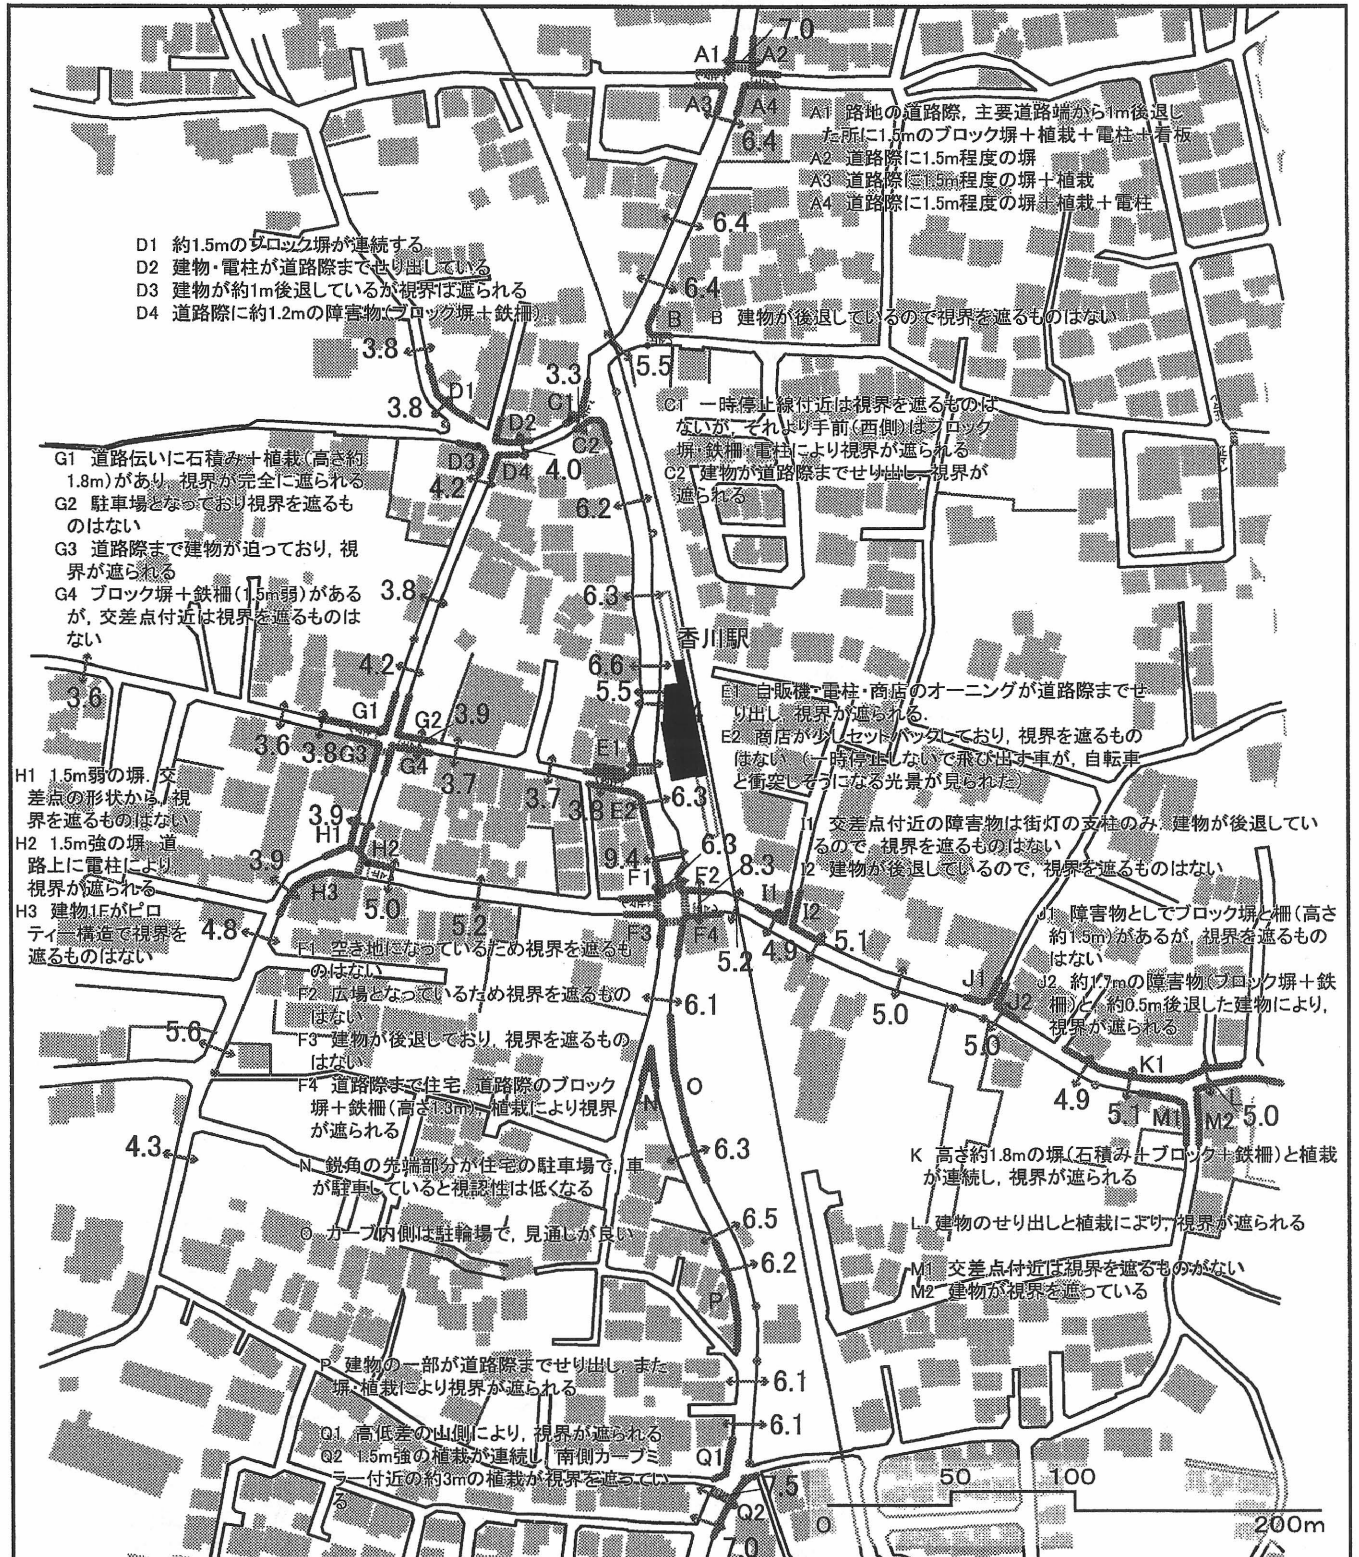 7.0
A1
A2
A3
A4
6.4
A1 路地の道路際, 主要道路端から1m後退し
た所に1.5mのブロック塀+植栽+電柱+看板
A2 道路際に1.5m程度の塀
A3 道路際に1.5m程度の塀+植栽
A4 道路際に1.5m程度の塀+植栽+電柱
6.4
6.4
D1 約1.5mのブロック塀が連続する
D2 建物・電柱が道路際までせり出している
D3 建物が約1m後退しているが視界は遮られる
D4 道路際に約1.2mの障害物(ブロック塀+鉄柵)
B
B 建物が後退しているので視界を遮るものはない
3.8
5.5
3.3
D1
3.8
C1
D2
C2
C1 一時停止線付近は視界を遮るものは
ないが, それより手前(西側)はブロック
塀・鉄柵・電柱により視界が遮られる
C2 建物が道路際までせり出し, 視界が
遮られる
D3
D4
4.0
4.2
6.2
G1 道路伝いに石積み+植栽(高さ約
1.8m)があり, 視界が完全に遮られる
G2 駐車場となっており視界を遮るも
のはない
G3 道路際まで建物が迫っており, 視
界が遮られる
G4 ブロック塀+鉄柵(1.5m弱)がある
が, 交差点付近は視界を遮るものは
ない
3.8
6.3
香川駅
4.2
6.6
5.5
3.6
G1
G2
3.9
3.6
3.8
G3
G4
3.7
3.7
E1
3.8
E2
6.3
E1 自販機・電柱・商店のオーニングが道路際までせ
り出し, 視界が遮られる.
E2 商店が少しセットバックしており, 視界を遮るもの
はない (一時停止しないで飛び出す車が, 自転車
と衝突しそうになる光景が見られた)
H1 1.5m弱の塀. 交
差点の形状から, 視
界を遮るものはない
H2 1.5m強の塀, 道
路上に電柱により,
視界が遮られる
H3 建物1Fがピロ
ティー構造で視界を
遮るものはない
3.9
H1
H2
3.9
H3
5.0
5.2
4.8
9.4
6.3
F1
F2
8.3
F3
F4
5.2
I1 交差点付近の障害物は街灯の支柱のみ. 建物が後退してい
るので, 視界を遮るものはない
I2 建物が後退しているので, 視界を遮るものはない
I1
I2
4.9
5.1
5.0
J1
J2
5.0
J1 障害物としてブロック塀と柵(高さ
約1.5m)があるが, 視界を遮るもの
はない
J2 約1.7mの障害物(ブロック塀+鉄
柵)と, 約0.5m後退した建物により,
視界が遮られる
F1 空き地になっているため視界を遮るも
のはない
F2 広場となっているため視界を遮るもの
はない
F3 建物が後退しており, 視界を遮るもの
はない
F4 道路際まで住宅, 道路際のブロック
塀+鉄柵(高さ1.3m), 植栽により視界
が遮られる
6.1
5.6
N
O
4.3
6.3
4.9
K1
5.1
M1
M2
L
5.0
K 高さ約1.8mの塀(石積み+ブロック+鉄柵)と植栽
が連続し, 視界が遮られる
L 建物のせり出しと植栽により, 視界が遮られる
M1 交差点付近は視界を遮るものがない
M2 建物が視界を遮っている
N 鋭角の先端部分が住宅の駐車場で, 車
が駐車していると視認性は低くなる
O カーブ内側は駐輪場で, 見通しが良い
6.5
6.2
P
P 建物の一部が道路際までせり出し, また
塀・植栽により視界が遮られる
6.1
6.1
Q1 高低差の山側により, 視界が遮られる
Q2 1.5m強の植栽が連続し, 南側カーブミ
ラー付近の約3mの植栽が視界を遮ってい
る
Q1
7.5
Q2
7.0
0
50
100
200m